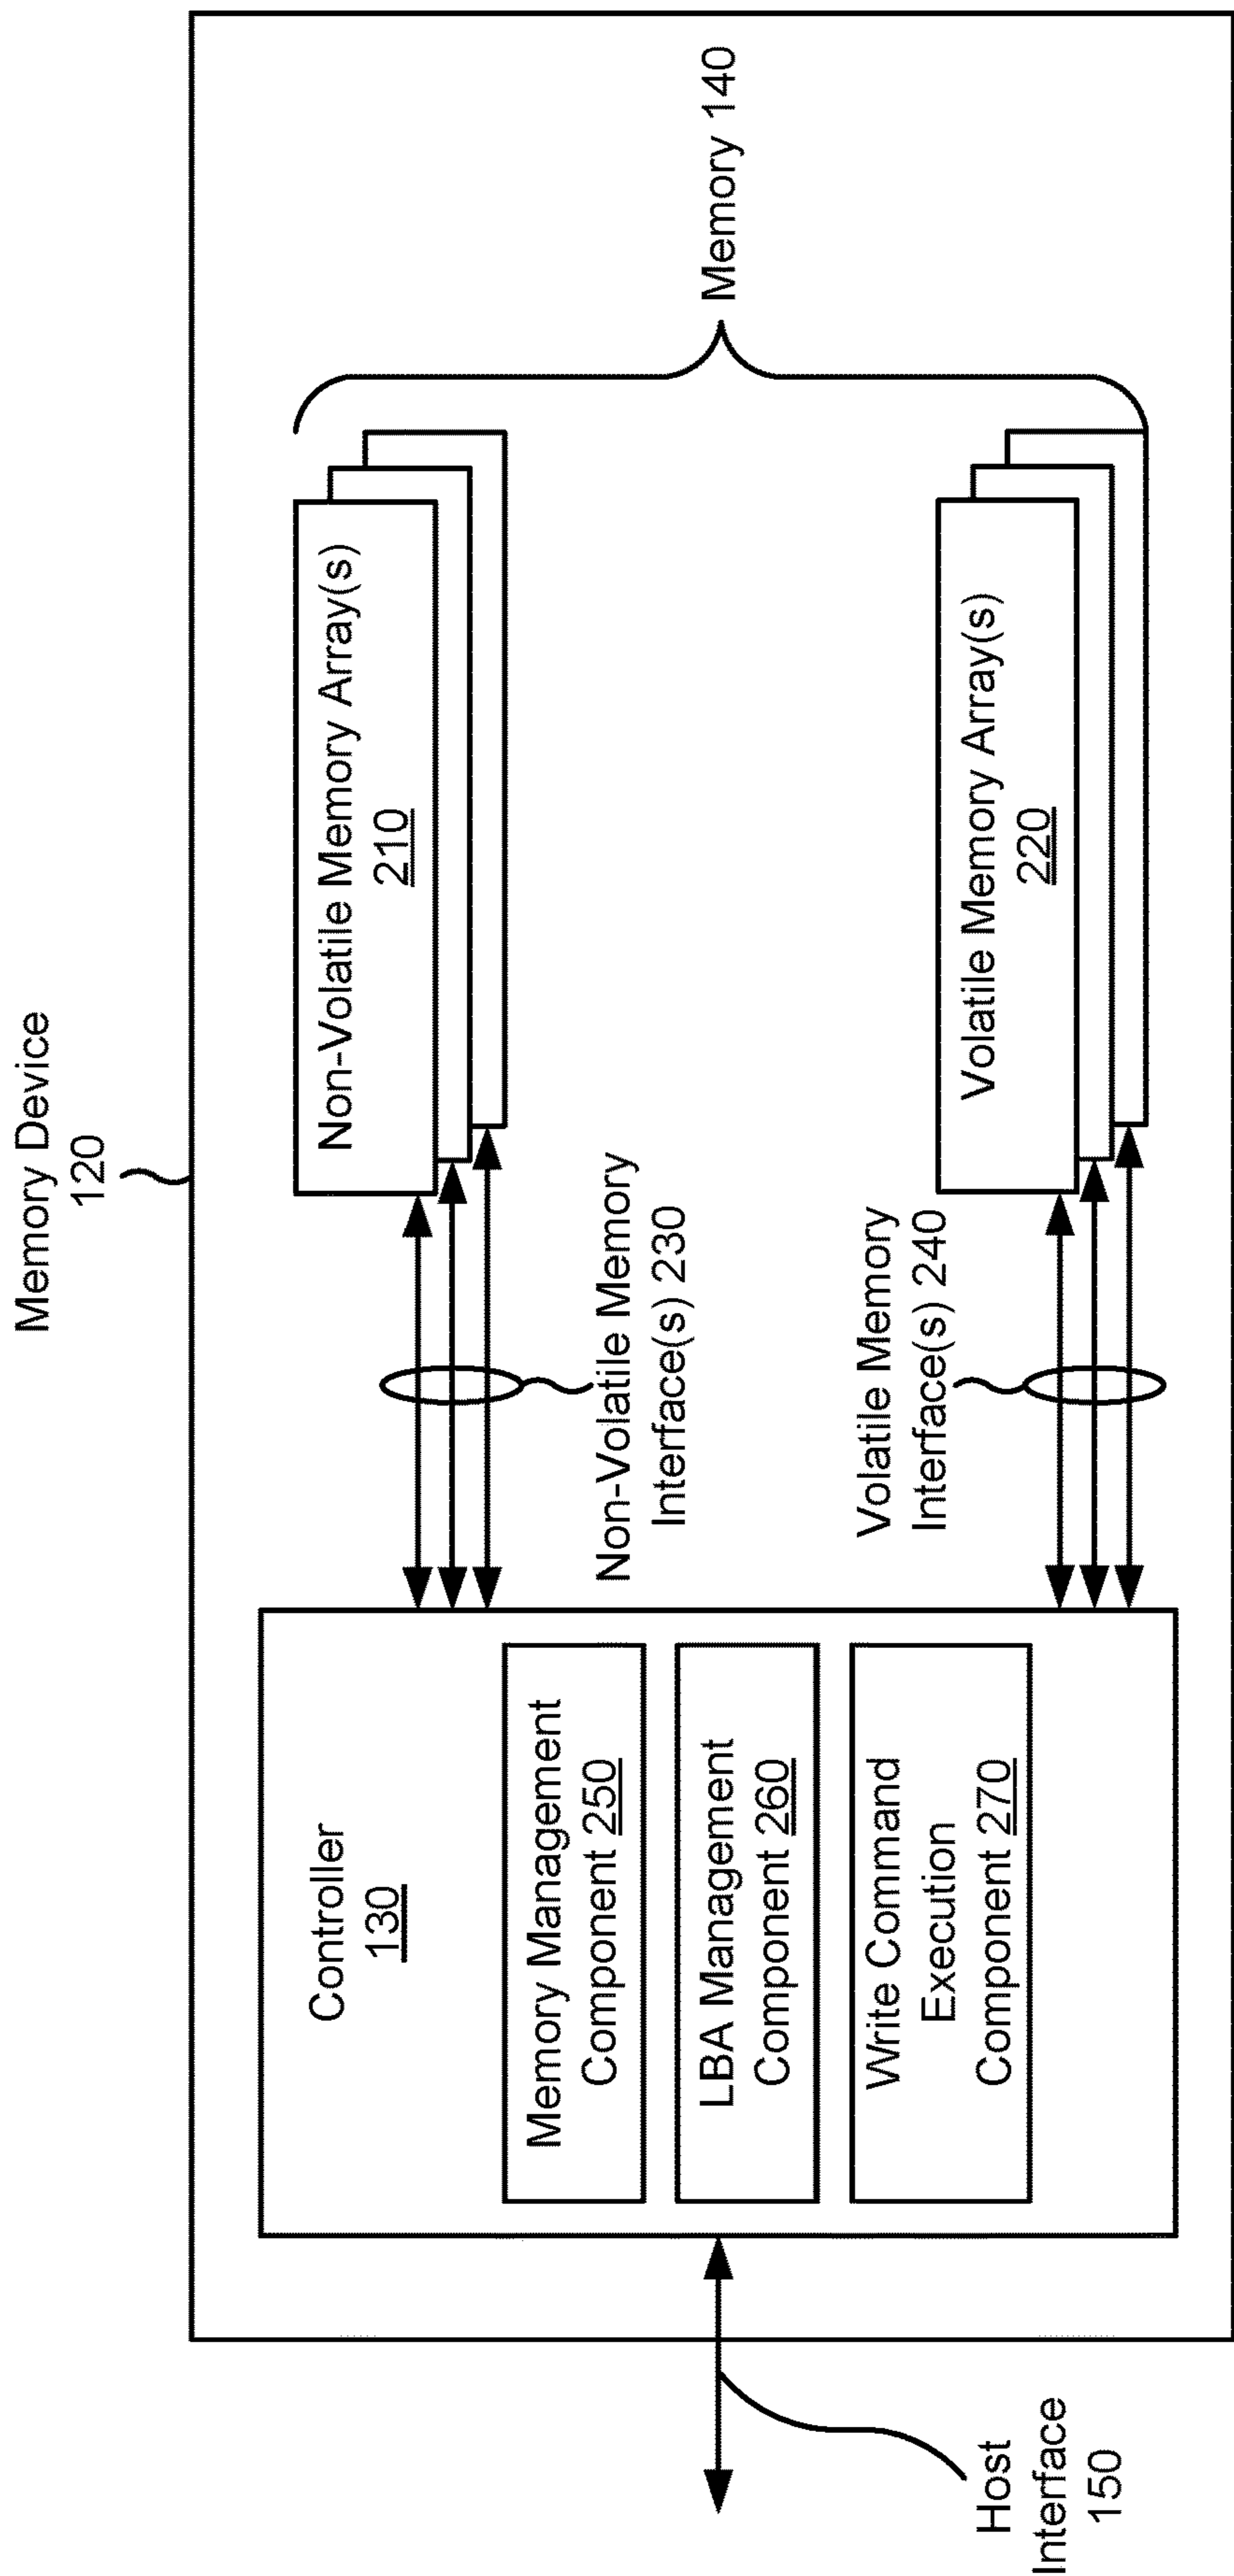 Memory Device
120
Controller
130
Memory Management
Component 250
LBA Management
Component 260
Write Command
Execution
Component 270
Non-Volatile Memory Array(s)
210
Non-Volatile Memory
Interface(s) 230
Volatile Memory
Interface(s) 240
Volatile Memory Array(s)
220
Memory 140
Host
Interface
150